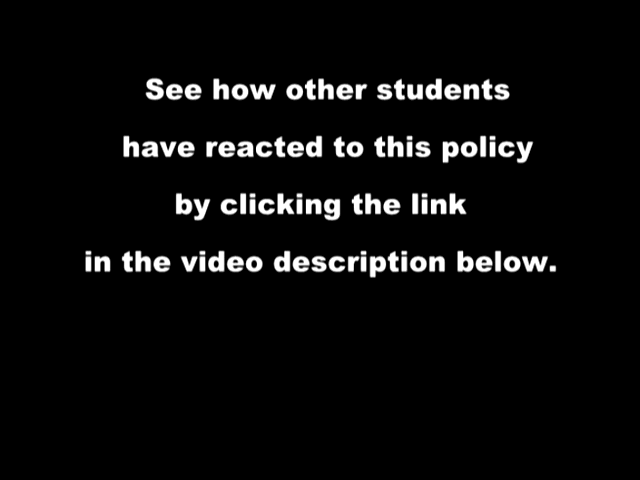 See how other students
have reacted to this policy
by clicking the link
in the video description below.